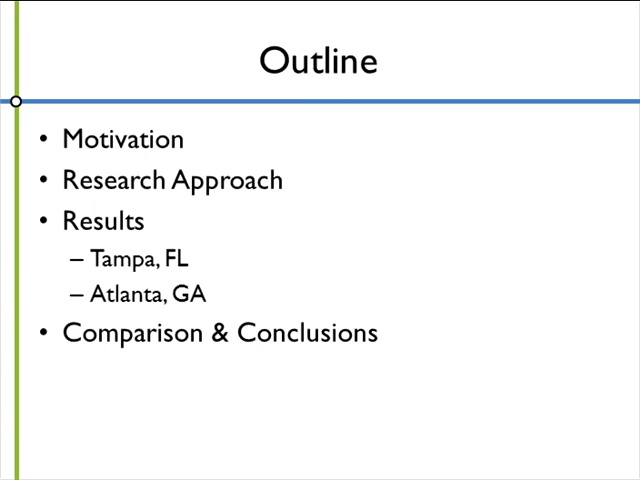 Outline
• Motivation
• Research Approach
• Results
– Tampa, FL
– Atlanta, GA
• Comparison & Conclusions